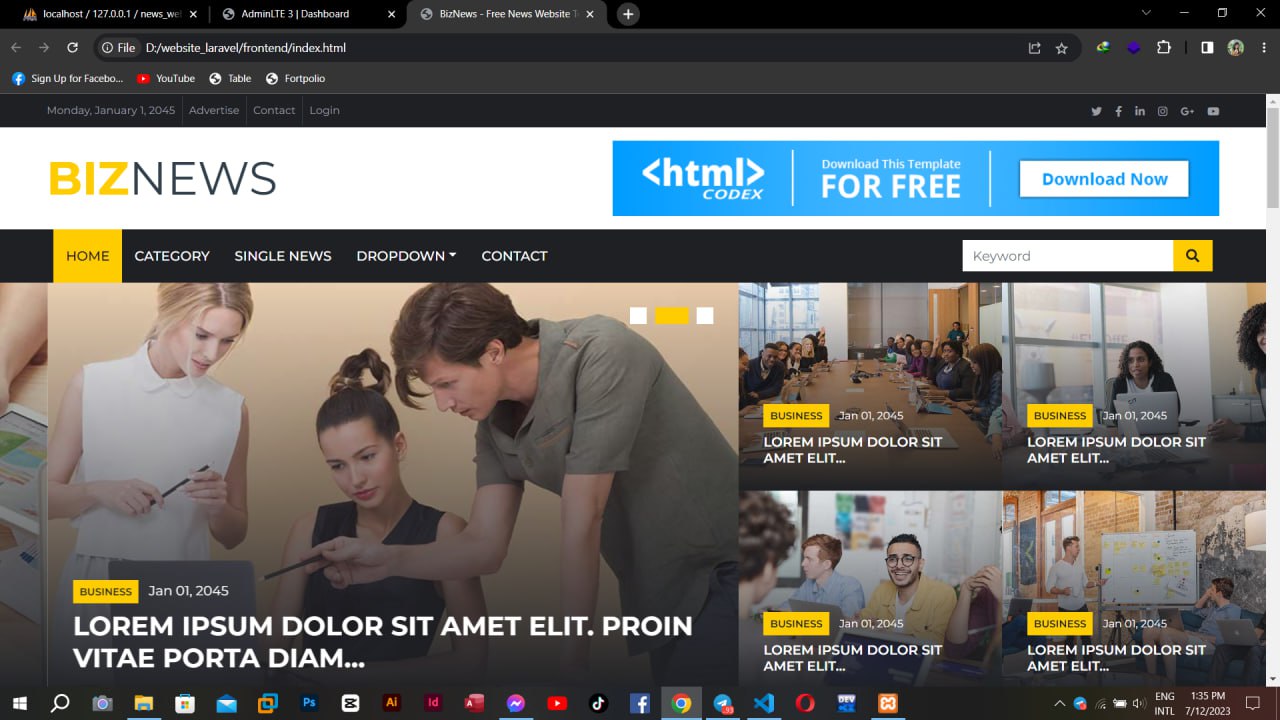 localhost / 127.0.0.1 / news_we
AdminLTE 3 | Dashboard
BizNews - Free News Website T
File D:/website_laravel/frontend/index.html
Sign Up for Facebo...
YouTube
Table
Fortpolio
Monday, January 1, 2045
Advertise
Contact
Login
BIZNEWS
<html>
CODEX
Download This Template
FOR FREE
Download Now
HOME
CATEGORY
SINGLE NEWS
DROPDOWN
CONTACT
Keyword
BUSINESS Jan 01, 2045
LOREM IPSUM DOLOR SIT AMET ELIT. PROIN
VITAE PORTA DIAM...
BUSINESS Jan 01, 2045
LOREM IPSUM DOLOR SIT
AMET ELIT...
BUSINESS Jan 01, 2045
LOREM IPSUM DOLOR SIT
AMET ELIT...
BUSINESS Jan 01, 2045
LOREM IPSUM DOLOR SIT
AMET ELIT...
BUSINESS Jan 01, 2045
LOREM IPSUM DOLOR SIT
AMET ELIT...
Ps
Ai
Id
A
DEV
93
ENG
INTL
1:35 PM
7/12/2023